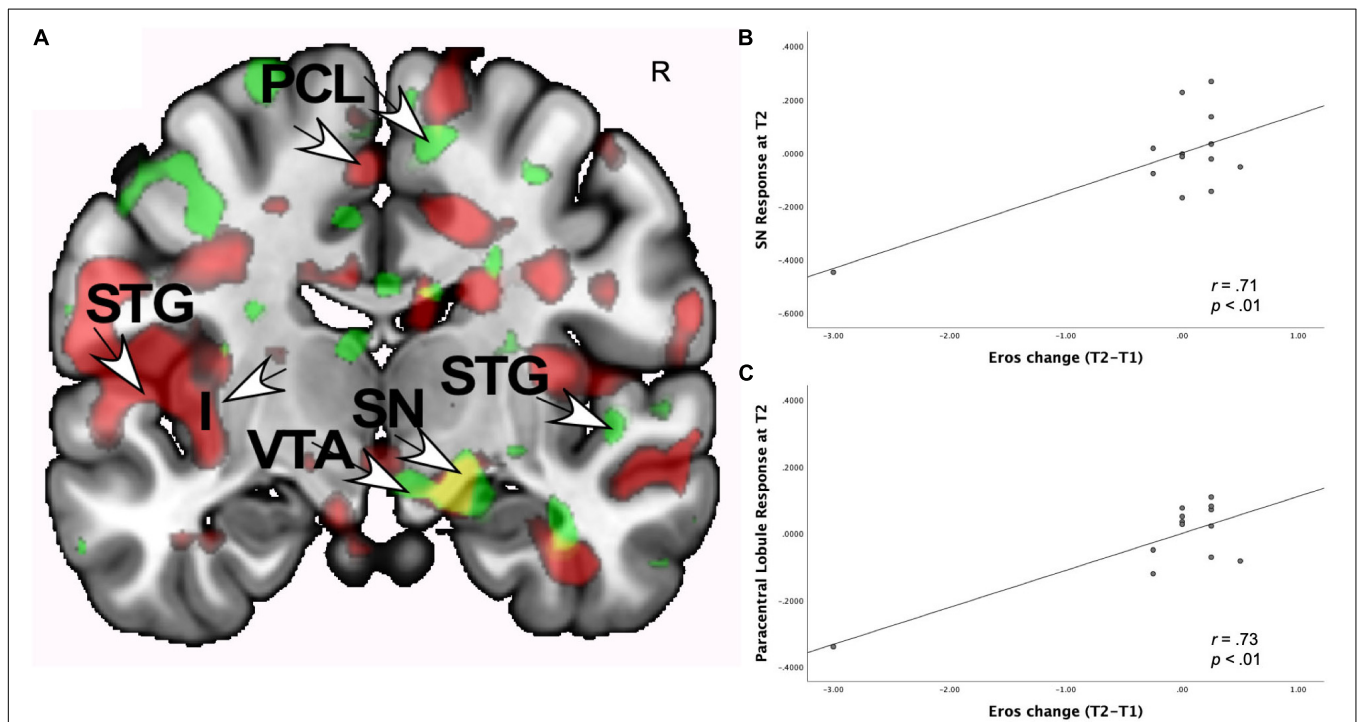 A
PCL
R
STG
STG
I
SN
VTA
B
SN Response at T2
.4000
.2000
.0000
-.2000
-.4000
-.6000
r = .71
p < .01
-3.00 -2.00 -1.00 .00 1.00
Eros change (T2–T1)
C
Paracentral Lobule Response at T2
.4000
.2000
.0000
-.2000
-.4000
r = .73
p < .01
-3.00 -2.00 -1.00 .00 1.00
Eros change (T2–T1)